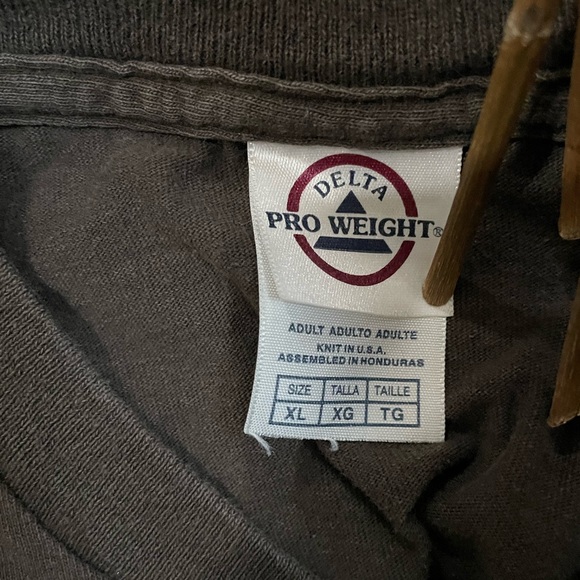 DELTA
PRO WEIGHT®
ADULT ADULTO ADULTE
KNIT IN U.S.A.
ASSEMBLED IN HONDURAS
SIZE TALLA TAILLE
XL XG TG